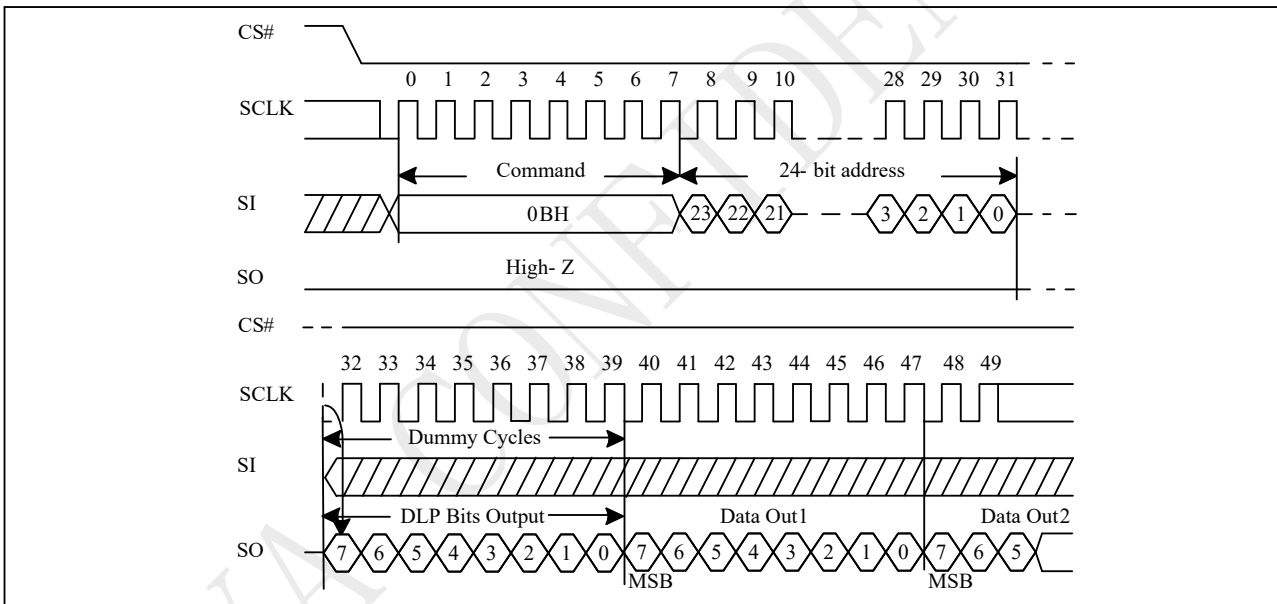 CS#
0 1 2 3 4 5 6 7 8 9 10 28 29 30 31
SCLK
Command 24- bit address
SI
0BH 23 22 21 3 2 1 0
High- Z
SO
CS#
32 33 34 35 36 37 38 39 40 41 42 43 44 45 46 47 48 49
SCLK
Dummy Cycles
SI
DLP Bits Output Data Out1 Data Out2
SO 7 6 5 4 3 2 1 0 7 6 5 4 3 2 1 0 7 6 5
MSB MSB